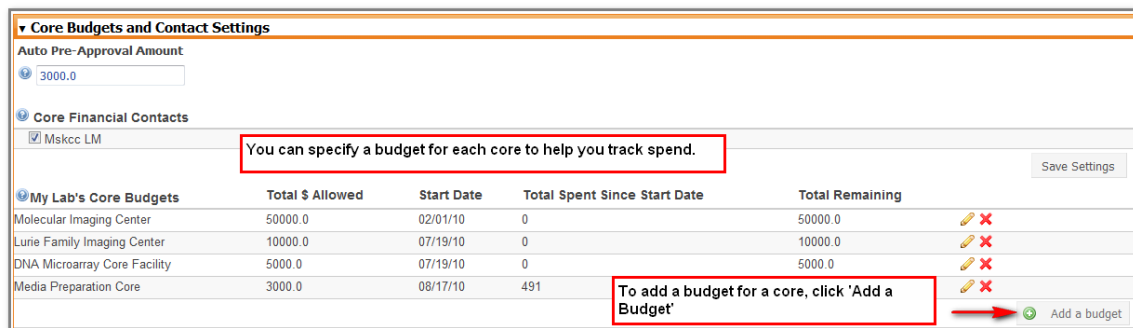 ▾ Core Budgets and Contact Settings
Auto Pre-Approval Amount
3000.0
Core Financial Contacts
Mskcc LM
You can specify a budget for each core to help you track spend.
Save Settings
My Lab's Core Budgets Total $ Allowed Start Date Total Spent Since Start Date Total Remaining
Molecular Imaging Center 50000.0 02/01/10 0 50000.0
Lurie Family Imaging Center 10000.0 07/19/10 0 10000.0
DNA Microarray Core Facility 5000.0 07/19/10 0 5000.0
Media Preparation Core 3000.0 08/17/10 491
To add a budget for a core, click 'Add a
Budget'
Add a budget